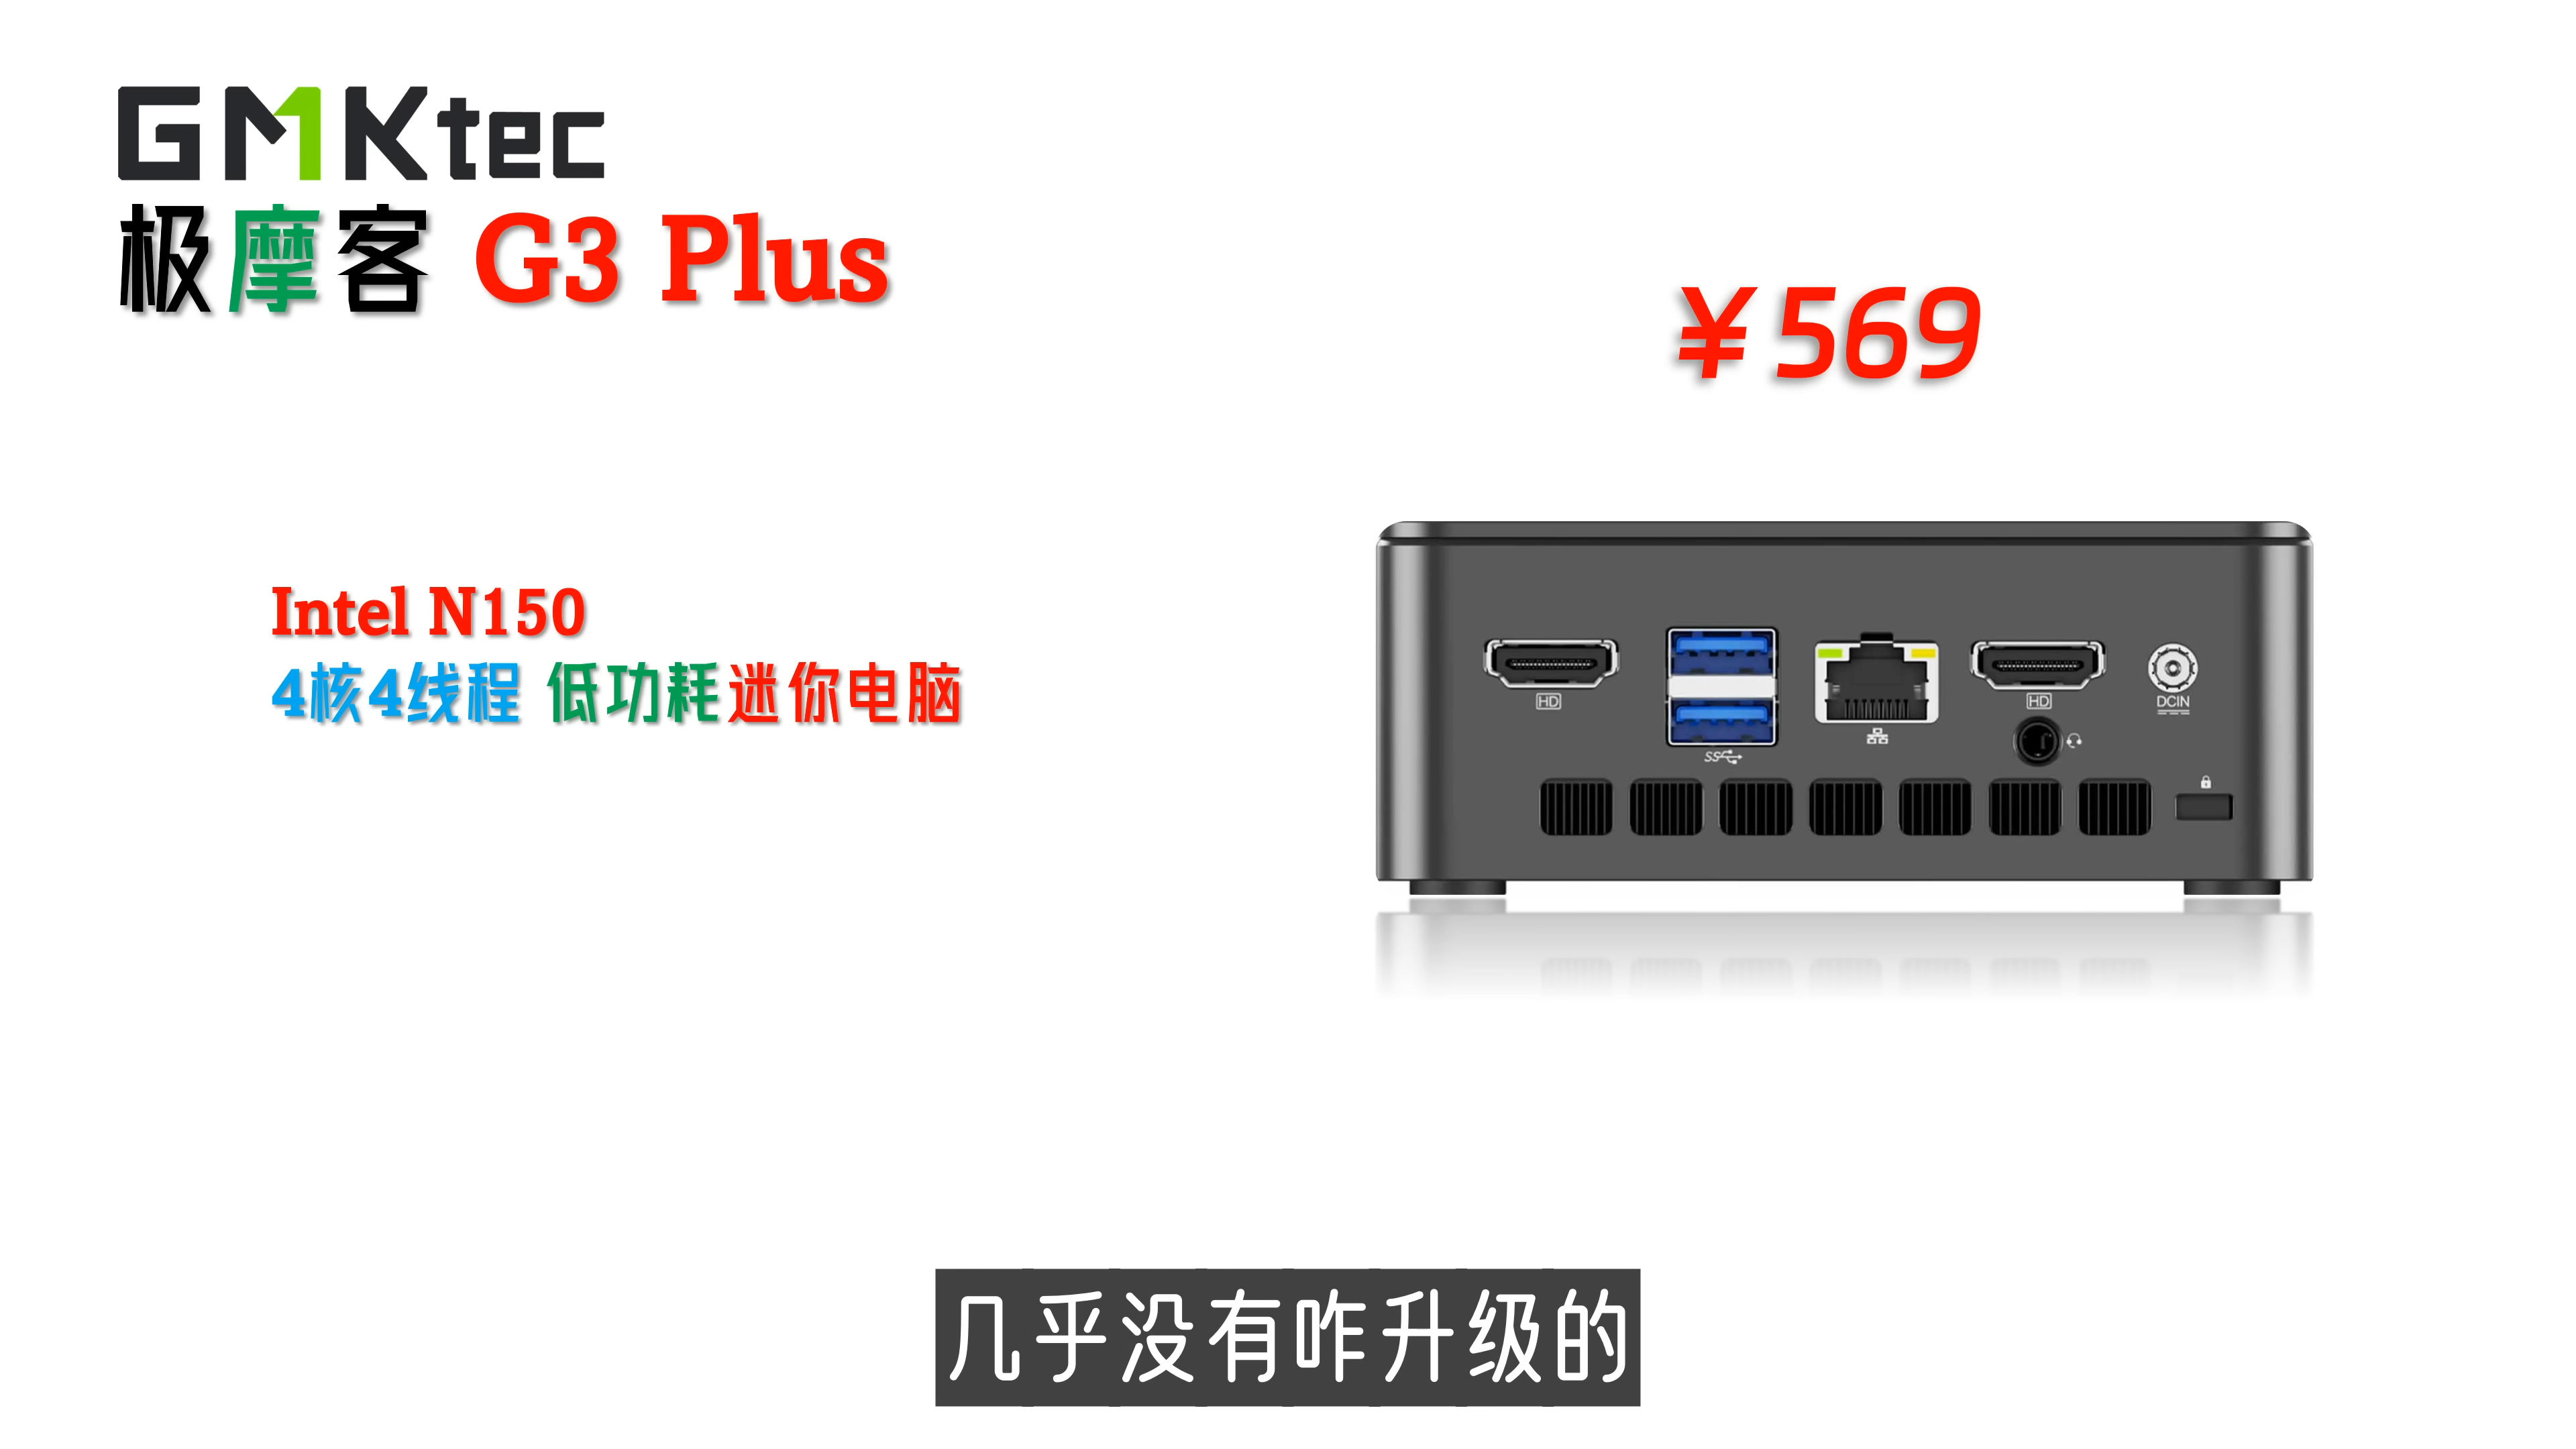 GMKtec
极摩客 G3 Plus
￥569
Intel N150
4核4线程 低功耗迷你电脑
HD
HD
DCIN
SS
几乎没有咋升级的